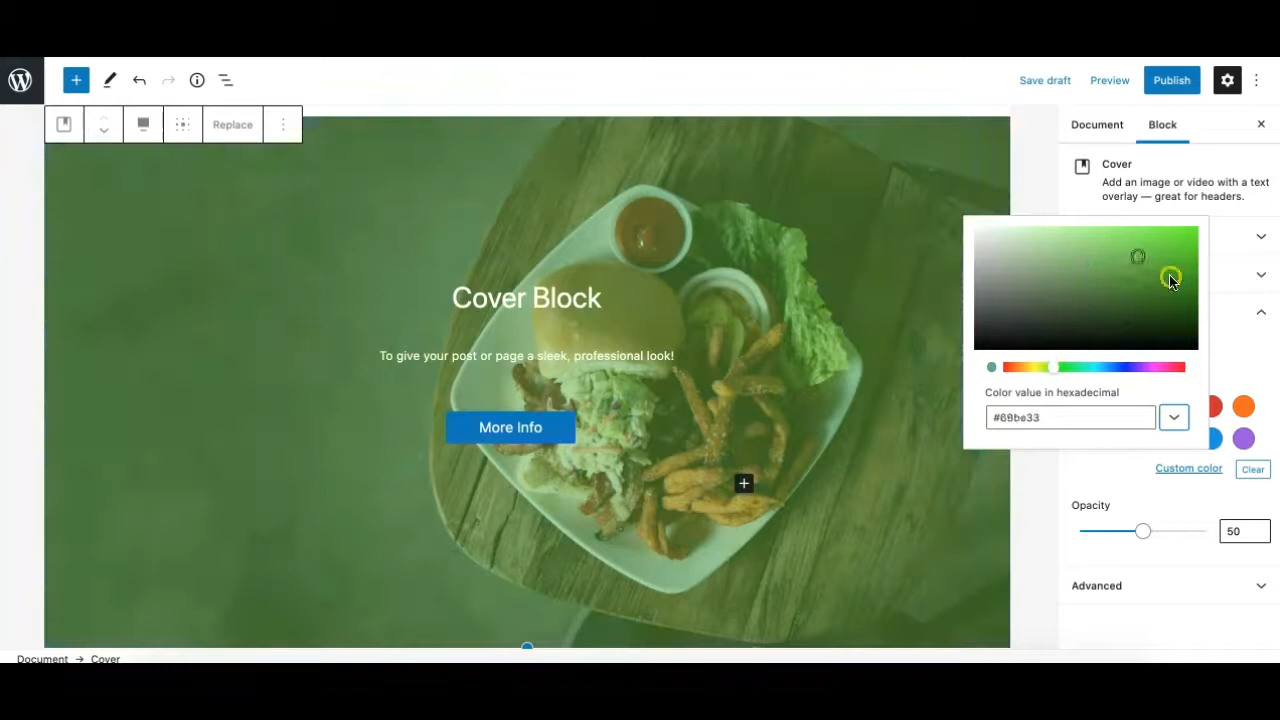 Save draft
Preview
Publish
Replace
Document
Block
Cover
Add an image or video with a text
overlay — great for headers.
Cover Block
To give your post or page a sleek, professional look!
More Info
Color value in hexadecimal
Custom color
Clear
Opacity
50
Advanced
Document → Cover